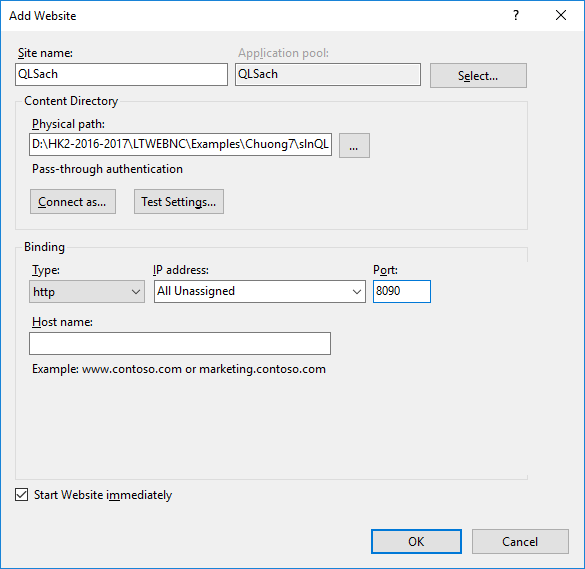 Add Website
?
Site name:
Application pool:
QLSach
QLSach
Select...
Content Directory
Physical path:
D:\HK2-2016-2017\LTWEBNC\Examples\Chuong7\slnQL
...
Pass-through authentication
Connect as...
Test Settings...
Binding
Type:
IP address:
Port:
http
All Unassigned
8090
Host name:
Example: www.contoso.com or marketing.contoso.com
Start Website immediately
OK
Cancel